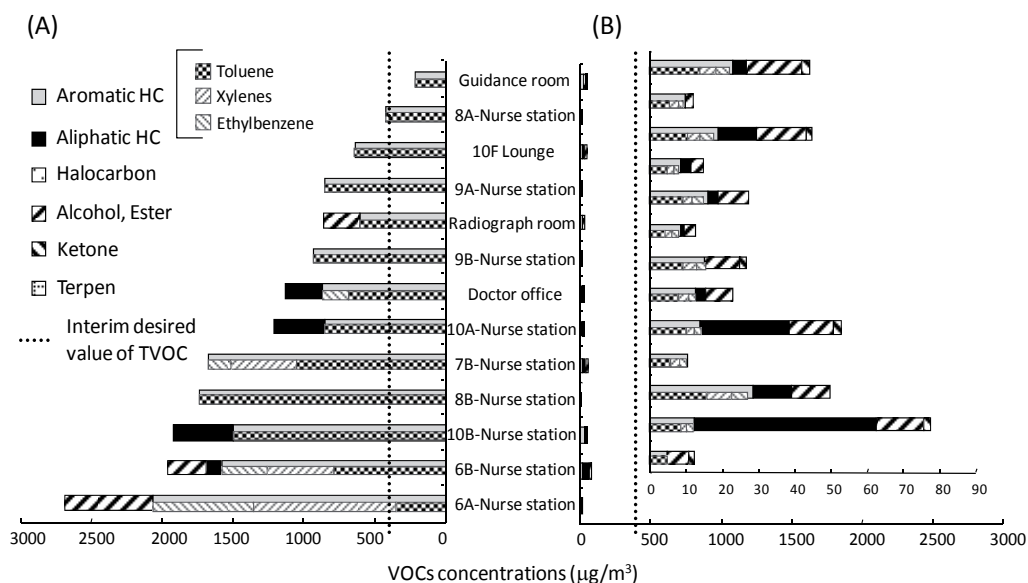 (A)
(B)
Toluene
Xylenes
Ethylbenzene
Aromatic HC
Aliphatic HC
Halocarbon
Alcohol, Ester
Ketone
Terpen
Interim desired
value of TVOC
Guidance room
8A-Nurse station
10F Lounge
9A-Nurse station
Radiograph room
9B-Nurse station
Doctor office
10A-Nurse station
7B-Nurse station
8B-Nurse station
10B-Nurse station
6B-Nurse station
6A-Nurse station
0 10 20 30 40 50 60 70 80 90
3000 2500 2000 1500 1000 500 0
0 500 1000 1500 2000 2500 3000
VOCs concentrations (µg/m³)